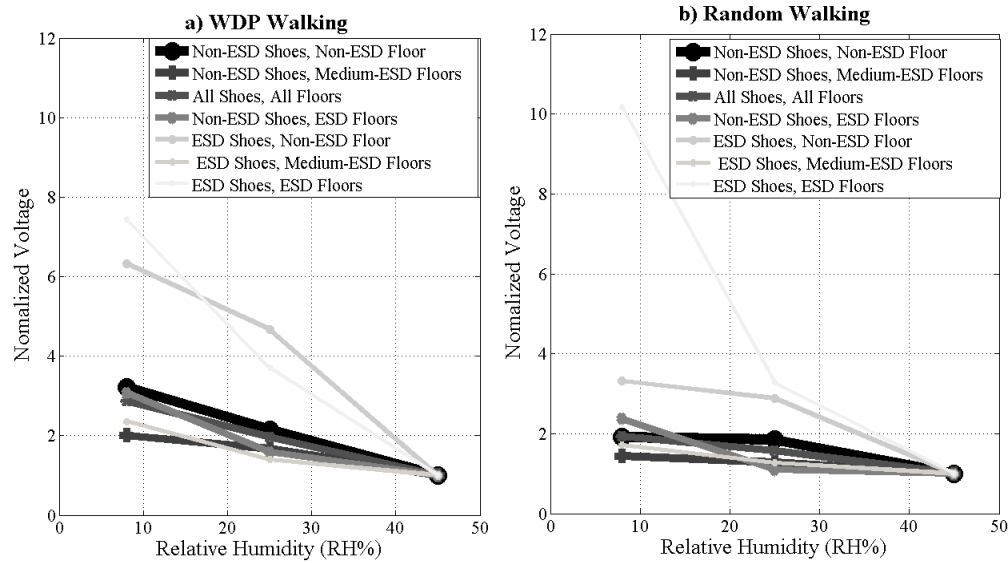 a) WDP Walking
12
10
8
6
4
2
0
Nomalized Voltage
Non-ESD Shoes, Non-ESD Floor
Non-ESD Shoes, Medium-ESD Floors
All Shoes, All Floors
Non-ESD Shoes, ESD Floors
ESD Shoes, Non-ESD Floor
ESD Shoes, Medium-ESD Floors
ESD Shoes, ESD Floors
0 10 20 30 40 50
Relative Humidity (RH%)
b) Random Walking
12
10
8
6
4
2
0
Nomalized Voltage
Non-ESD Shoes, Non-ESD Floor
Non-ESD Shoes, Medium-ESD Floors
All Shoes, All Floors
Non-ESD Shoes, ESD Floors
ESD Shoes, Non-ESD Floor
ESD Shoes, Medium-ESD Floors
ESD Shoes, ESD Floors
0 10 20 30 40 50
Relative Humidity (RH%)